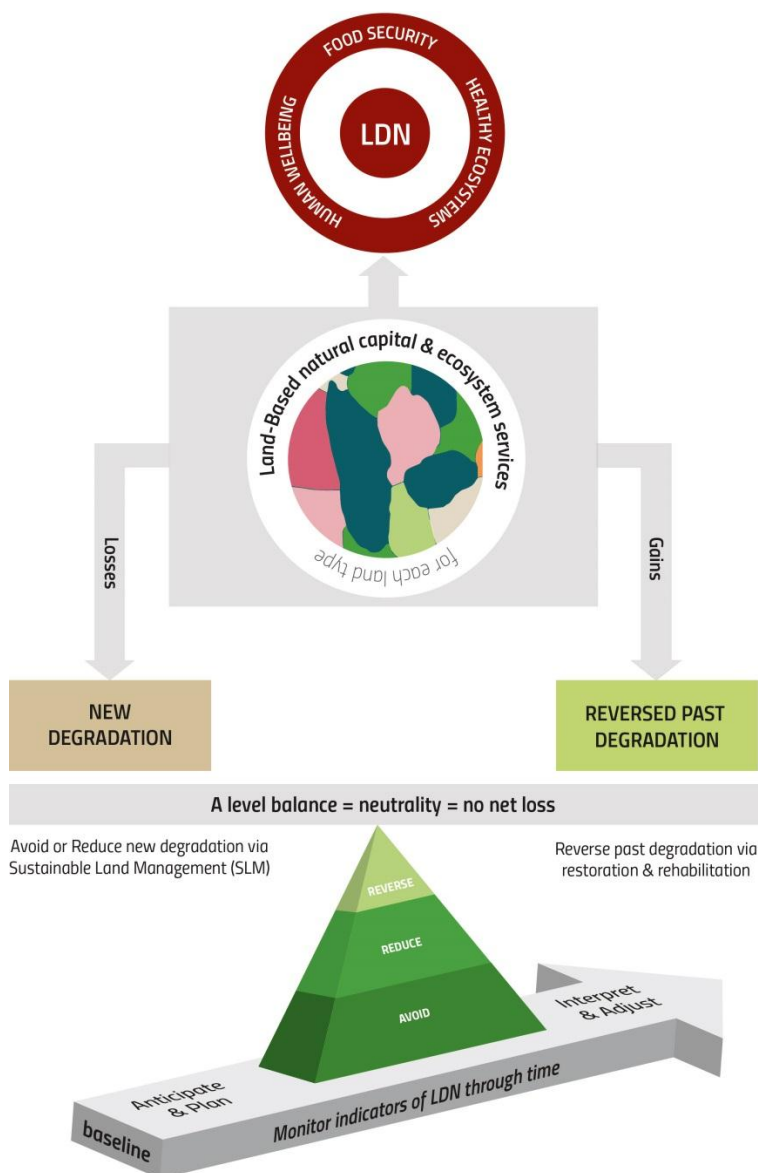 FOOD SECURITY
HUMAN WELLBEING
HEALTHY ECOSYSTEMS
LDN
Land-Based natural capital & ecosystem services
for each land type
Losses
Gains
NEW
DEGRADATION
REVERSED PAST
DEGRADATION
A level balance = neutrality = no net loss
Avoid or Reduce new degradation via
Sustainable Land Management (SLM)
Reverse past degradation via
restoration & rehabilitation
REVERSE
REDUCE
AVOID
Anticipate
& Plan
Interpret
& Adjust
baseline
Monitor indicators of LDN through time